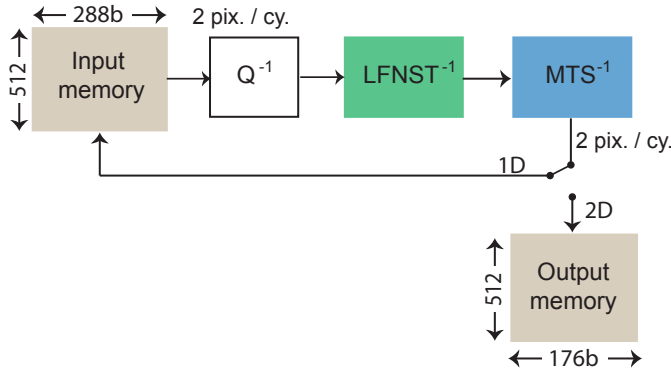 288b
2 pix. / cy.
512
Input
memory
Q⁻¹
LFNST⁻¹
MTS⁻¹
2 pix. / cy.
1D
2D
512
Output
memory
176b